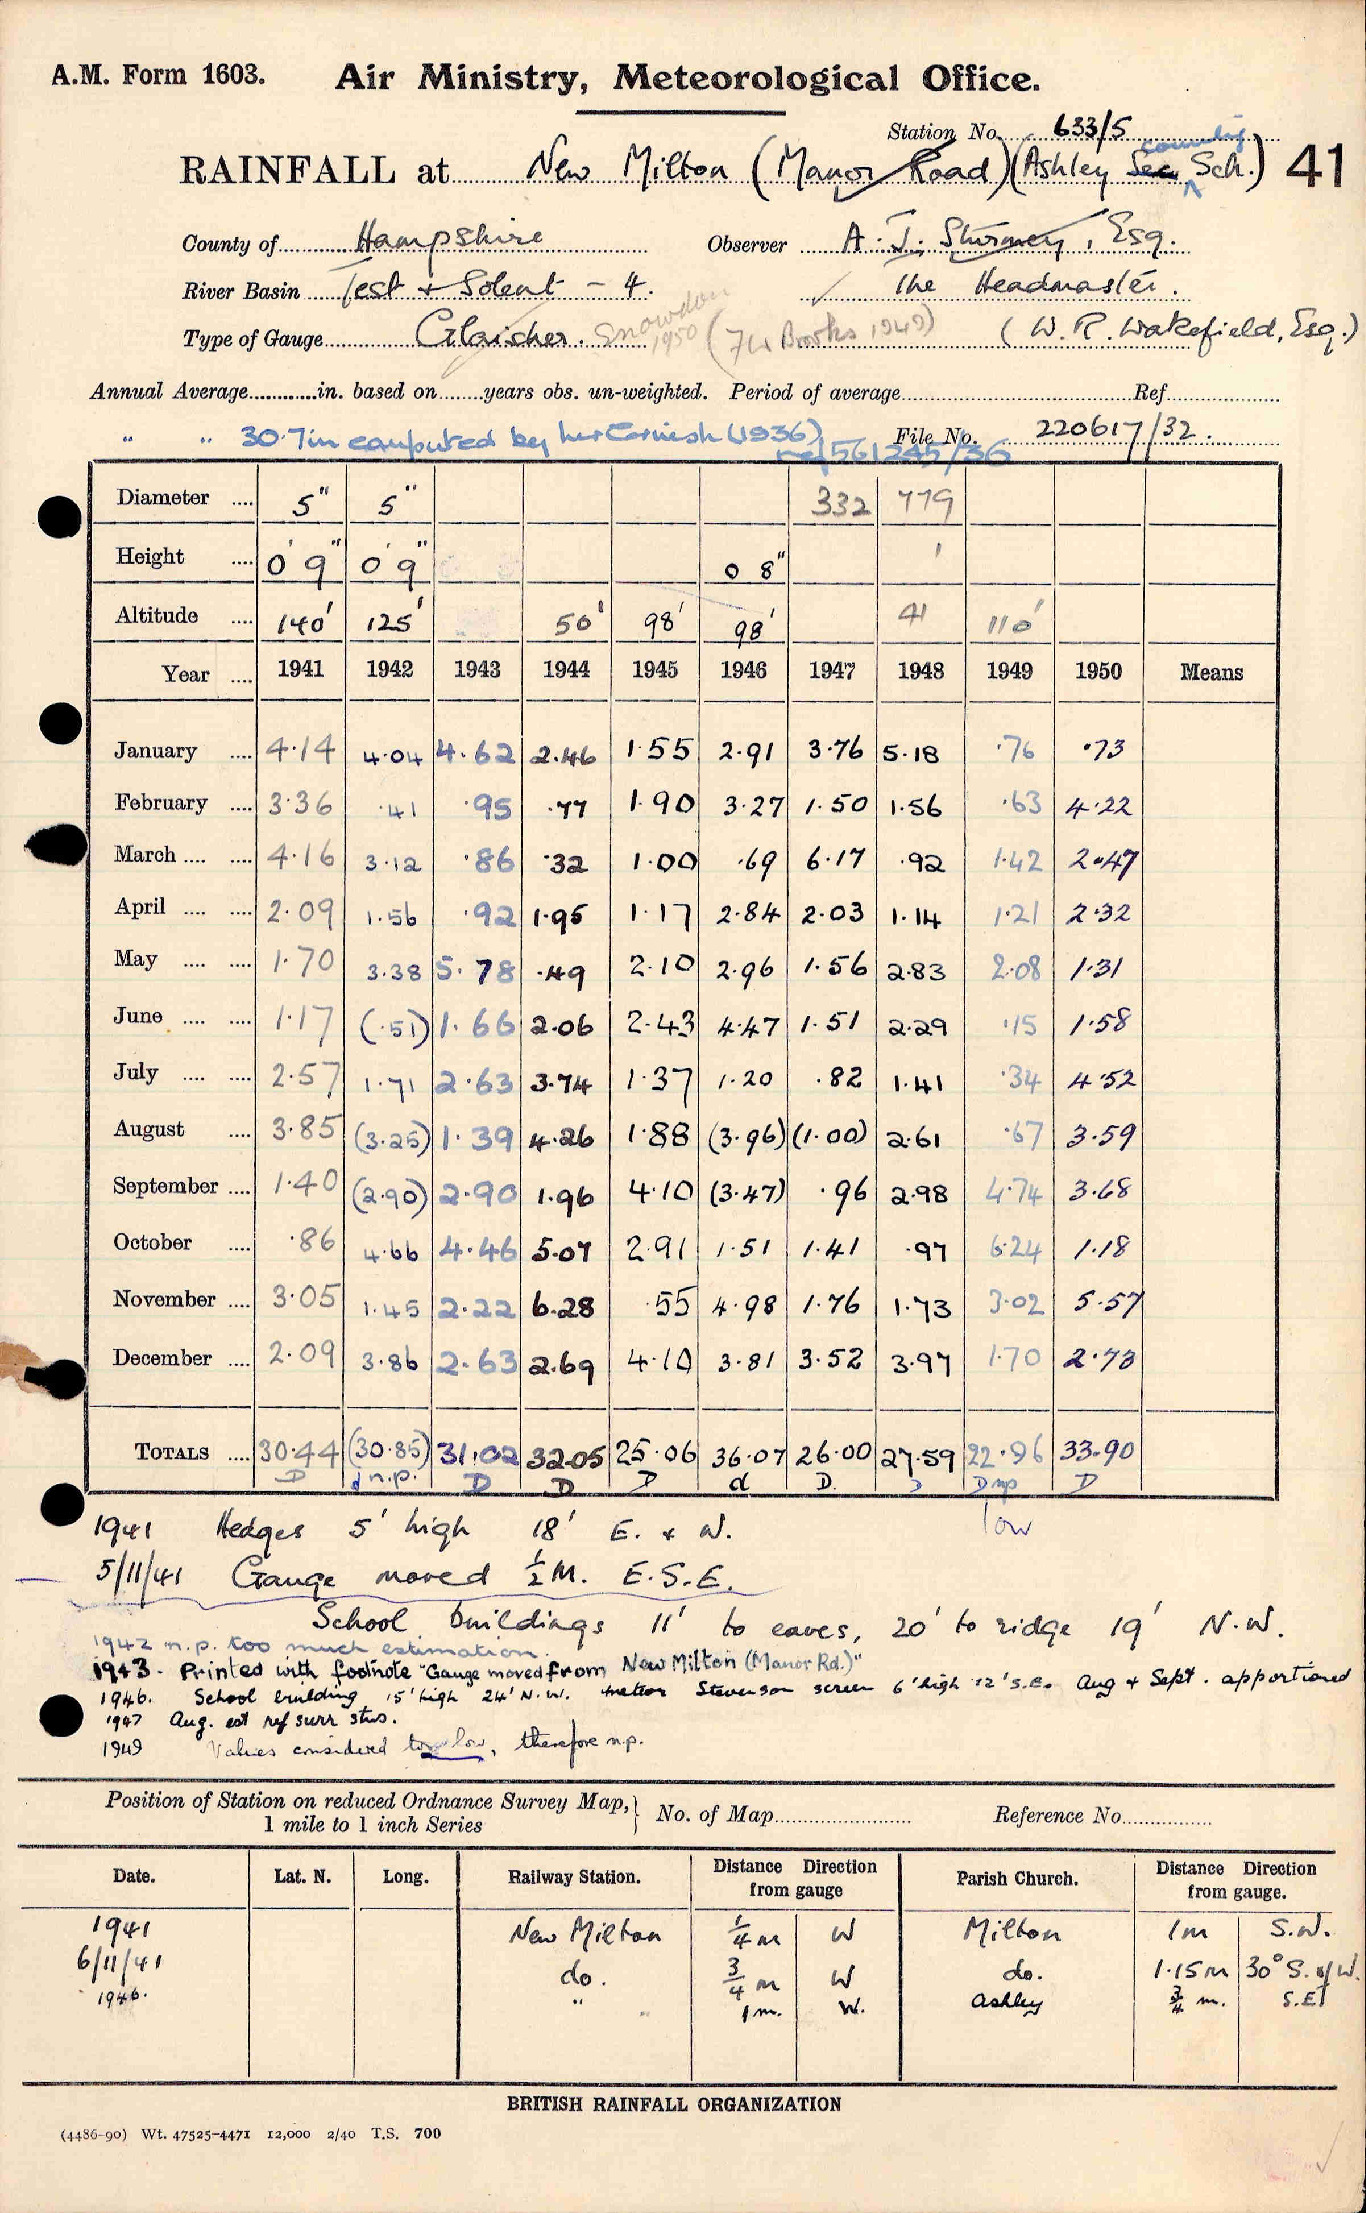 A.M. Form 1603. Air Ministry, Meteorological Office.
Station No. 633/5
RAINFALL at New Milton (Manor Road) (Ashley Sec. county Sch.) 41
County of Hampshire Observer A. J. Sturmey, Esq.
River Basin Test + Solent - 4. The Headmaster.
Type of Gauge Glaisher. Snowdon 1950 (74 Brooks 1949) (W. R. Wakefield, Esq.)
Annual Average in. based on years obs. un-weighted. Period of average Ref
" " 30.7in computed by (1936) File No. 220617/32.
ref 561245/36
Diameter 5" 5" 332 779
Height 0' 9" 0' 9" 0 8" '
Altitude 140' 125' 50' 98' 98' 41 110'
Year 1941 1942 1943 1944 1945 1946 1947 1948 1949 1950 Means
January 4.14 4.04 4.62 2.46 1.55 2.91 3.76 5.18 .76 .73
February 3.36 .41 .95 .77 1.90 3.27 1.50 1.56 .63 4.22
March 4.16 3.12 .86 .32 1.00 .69 6.17 .92 1.42 2.47
April 2.09 1.56 .92 1.95 1.17 2.84 2.03 1.14 1.21 2.32
May 1.70 3.38 5.78 .49 2.10 2.96 1.56 2.83 2.08 1.31
June 1.17 (.51) 1.66 2.06 2.43 4.47 1.51 2.29 .15 1.58
July 2.57 1.71 2.63 3.74 1.37 1.20 .82 1.41 .34 4.52
August 3.85 (3.25) 1.39 4.26 1.88 (3.96) (1.00) 2.61 .67 3.59
September 1.40 (2.90) 2.90 1.96 4.10 (3.47) .96 2.98 4.74 3.68
October .86 4.66 4.46 5.07 2.91 1.51 1.41 .97 6.24 1.18
November 3.05 1.45 2.22 6.28 .55 4.98 1.76 1.73 3.02 5.57
December 2.09 3.86 2.63 2.69 4.10 3.81 3.52 3.97 1.70 2.73
TOTALS 30.44 (30.85) 31.02 32.05 25.06 36.07 26.00 27.59 22.96 33.90
D d n.p. D D D d D. D D np D
low
1941 Hedges 5' high 18' E. & W.
5/11/41 Gauge moved 1/2 M. E.S.E.
School buildings 11' to eaves, 20' to ridge 19' N.W.
1942 n.p. too much estimation.
1943. Printed with footnote "Gauge moved from New Milton (Manor Rd.)"
1946. School building 15' high 24' N.W. Stevenson screen 6' high 12' S.E. Aug & Sept. apportioned
1947 Aug. est ref surr stns.
1949 Values considered too low, therefore n.p.
Position of Station on reduced Ordnance Survey Map, 1 mile to 1 inch Series No. of Map Reference No.
Date. Lat. N. Long. Railway Station. Distance Direction from gauge Parish Church. Distance Direction from gauge.
1941 New Milton 1/4 m W Milton 1m S.W.
6/11/41 do. 3/4 m W do. 1.15m 30° S. of W.
1946. " " 1m. W. Ashley 3/4 m. S.E
BRITISH RAINFALL ORGANIZATION
(4486-90) Wt. 47525-4471 12,000 2/40 T.S. 700